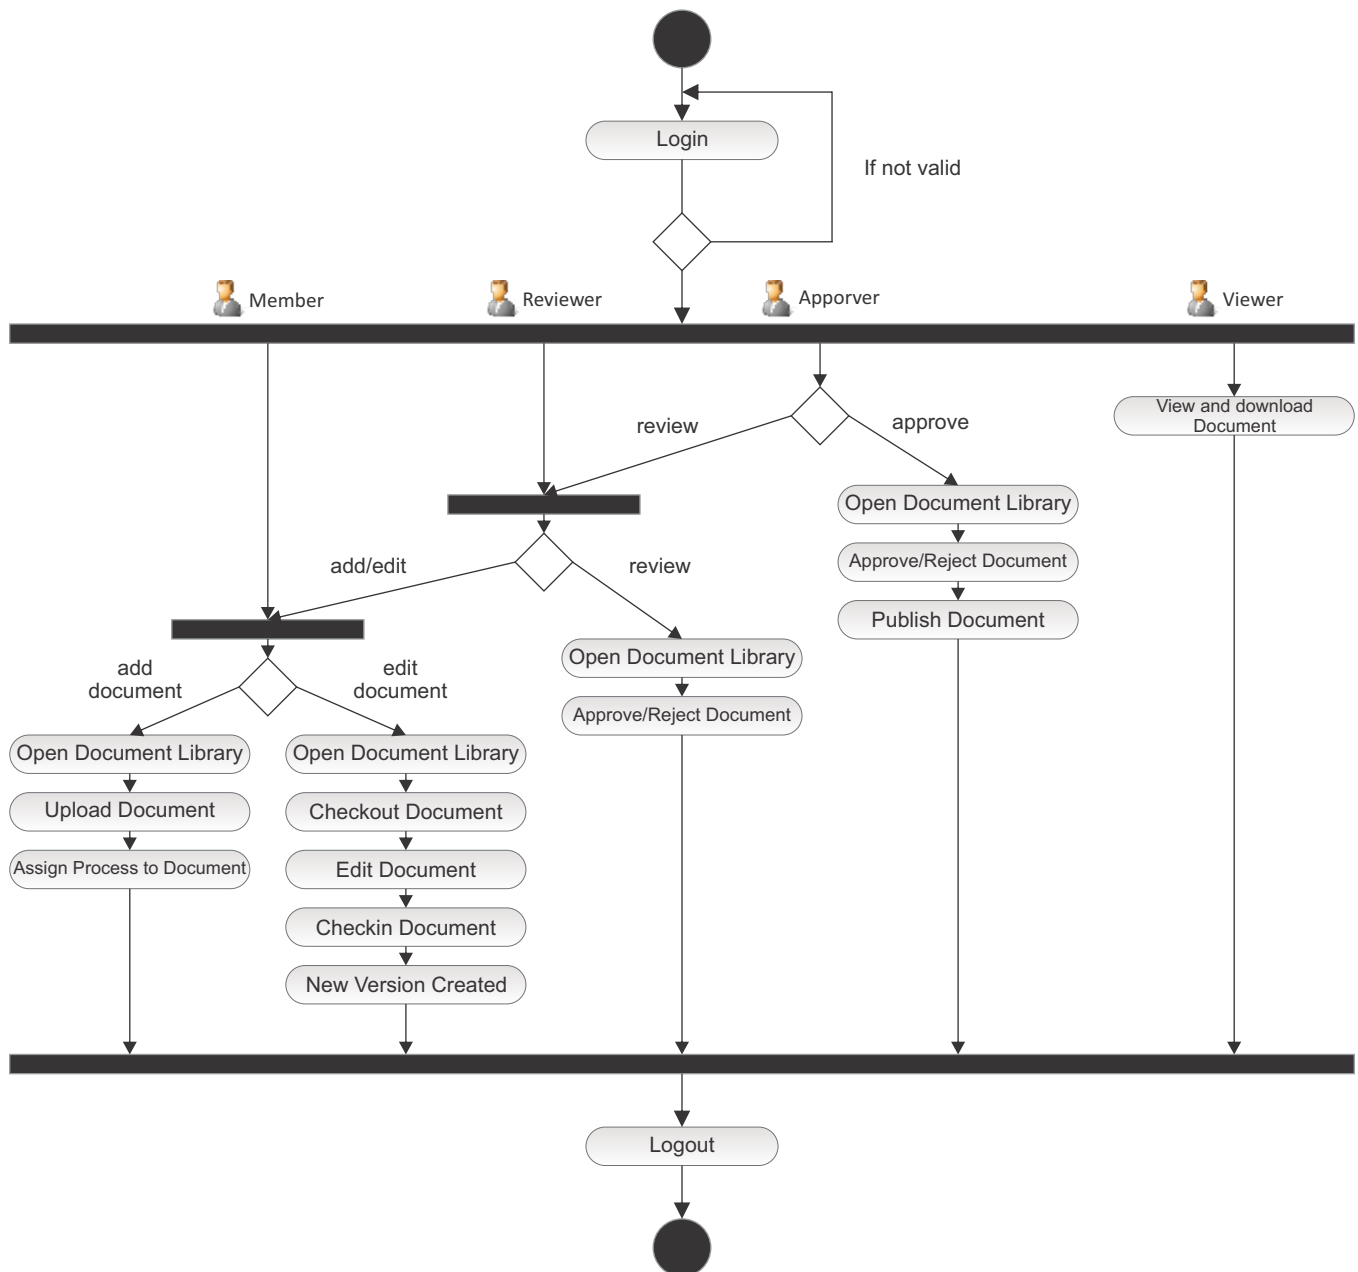 Login
If not valid
Member
Reviewer
Apporver
Viewer
View and download
Document
review
approve
Open Document Library
Approve/Reject Document
Publish Document
add/edit
review
Open Document Library
Approve/Reject Document
add
document
edit
document
Open Document Library
Upload Document
Assign Process to Document
Open Document Library
Checkout Document
Edit Document
Checkin Document
New Version Created
Logout